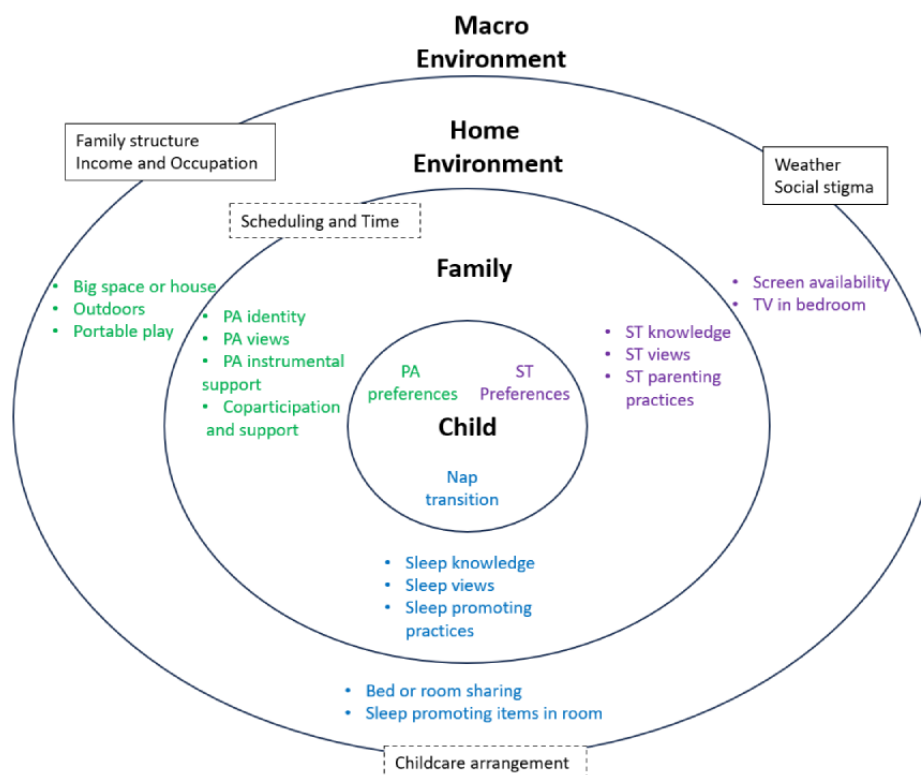 Macro
Environment
Family structure
Income and Occupation
Home
Environment
Weather
Social stigma
Scheduling and Time
Family
• Big space or house
• Outdoors
• Portable play
• Screen availability
• TV in bedroom
• PA identity
• PA views
• PA instrumental
support
• Coparticipation
and support
• ST knowledge
• ST views
• ST parenting
practices
PA
preferences
ST
Preferences
Child
Nap
transition
• Sleep knowledge
• Sleep views
• Sleep promoting
practices
• Bed or room sharing
• Sleep promoting items in room
Childcare arrangement